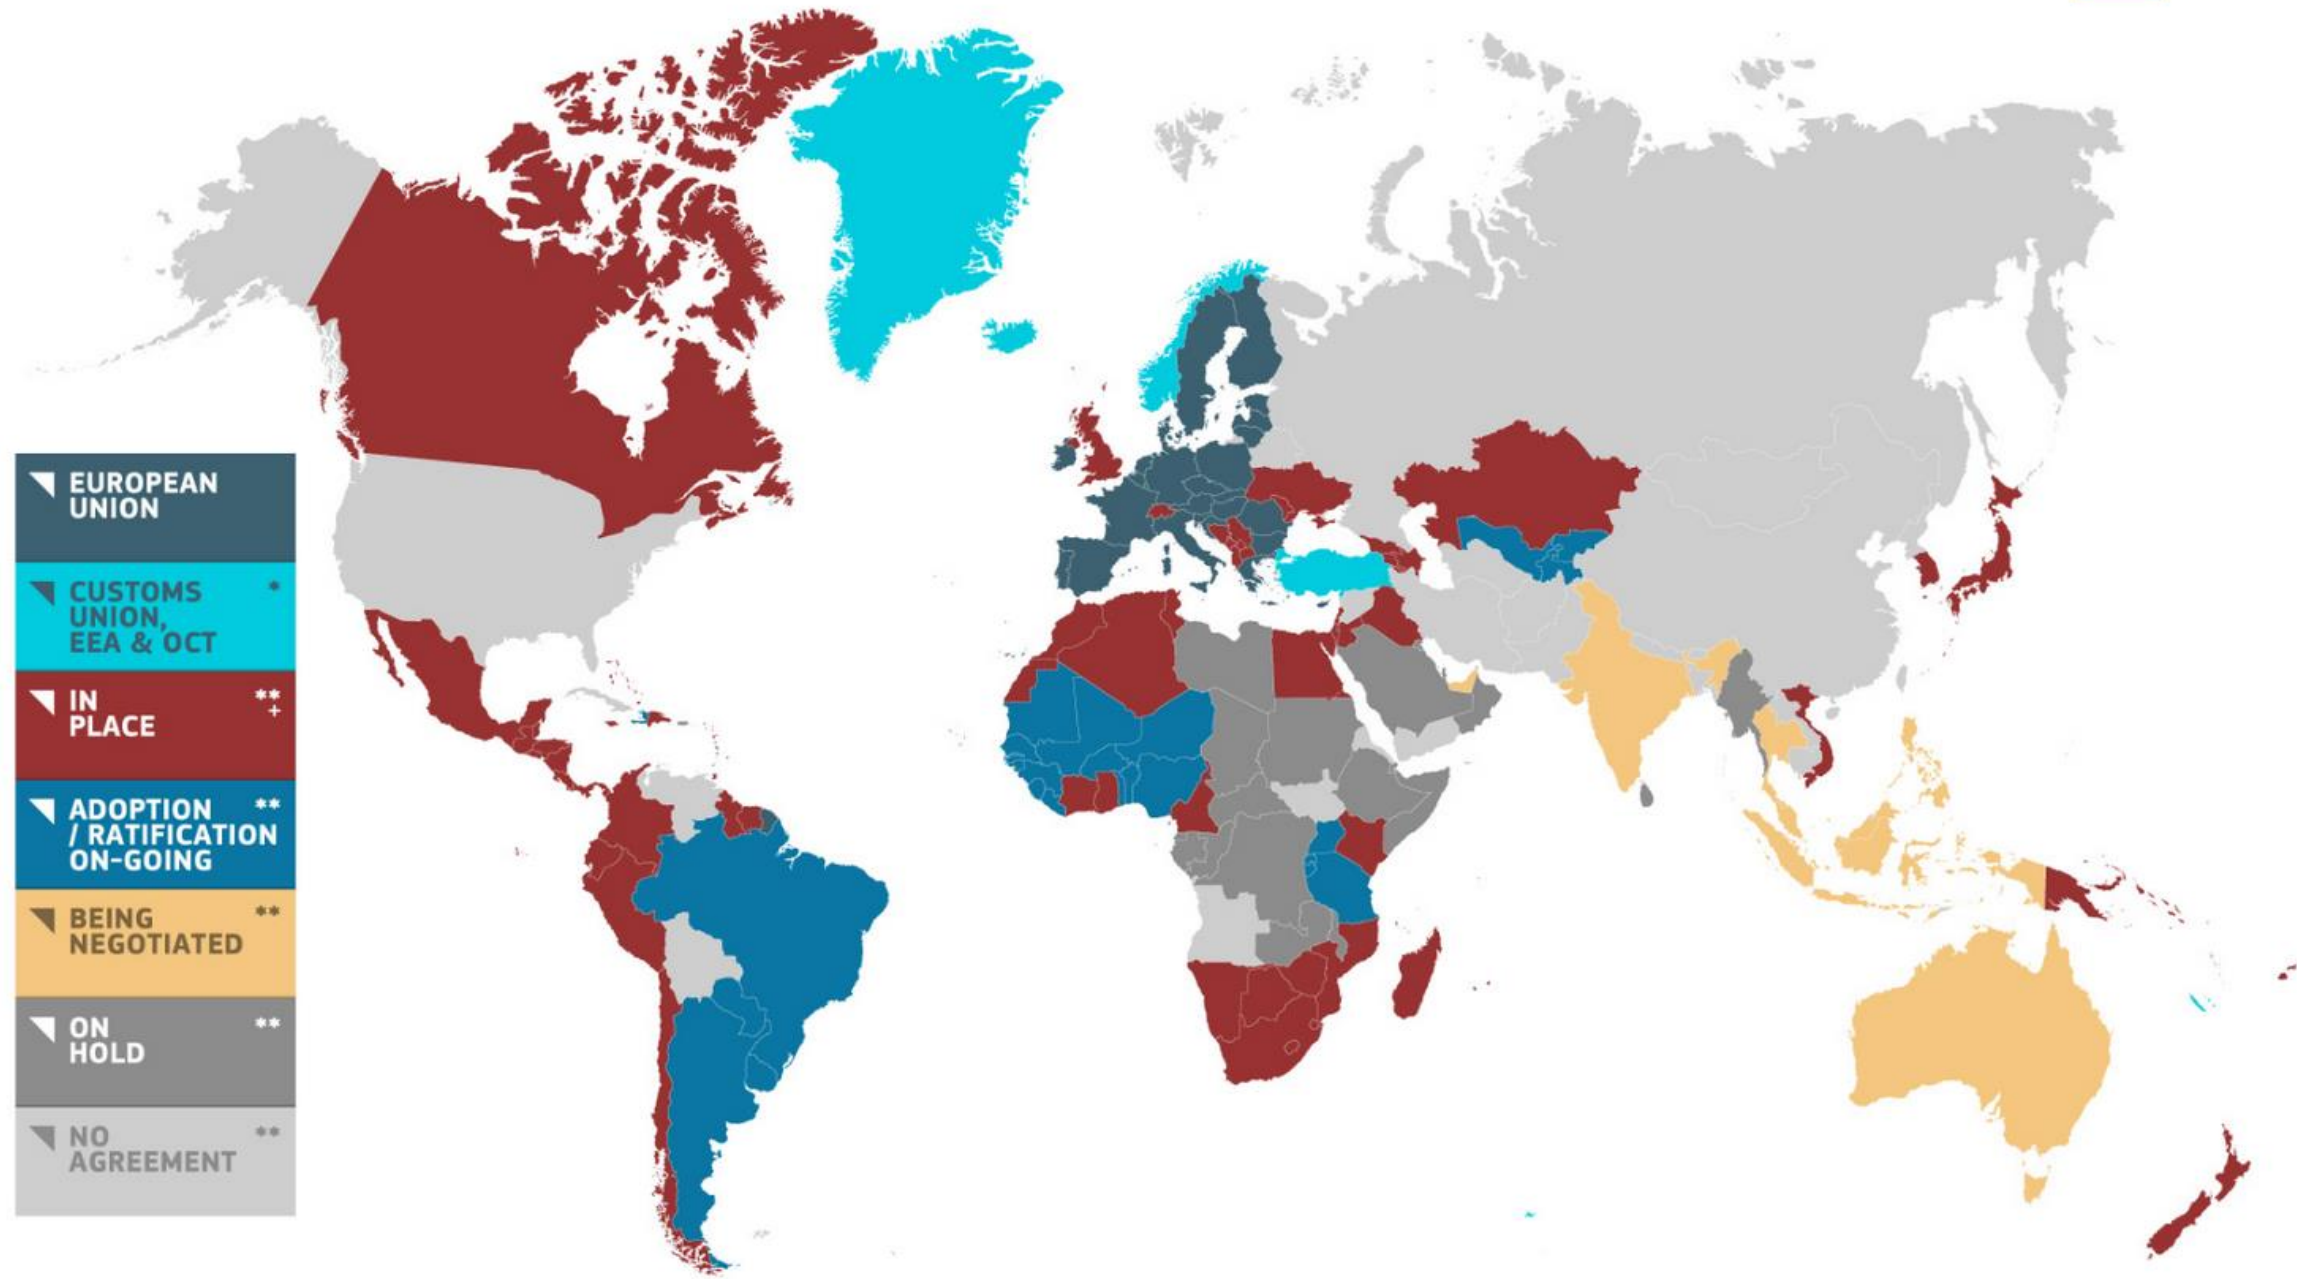 EUROPEAN
UNION
CUSTOMS *
UNION,
EEA & OCT
IN **
PLACE +
ADOPTION **
/ RATIFICATION
ON-GOING
BEING **
NEGOTIATED
ON **
HOLD
NO **
AGREEMENT